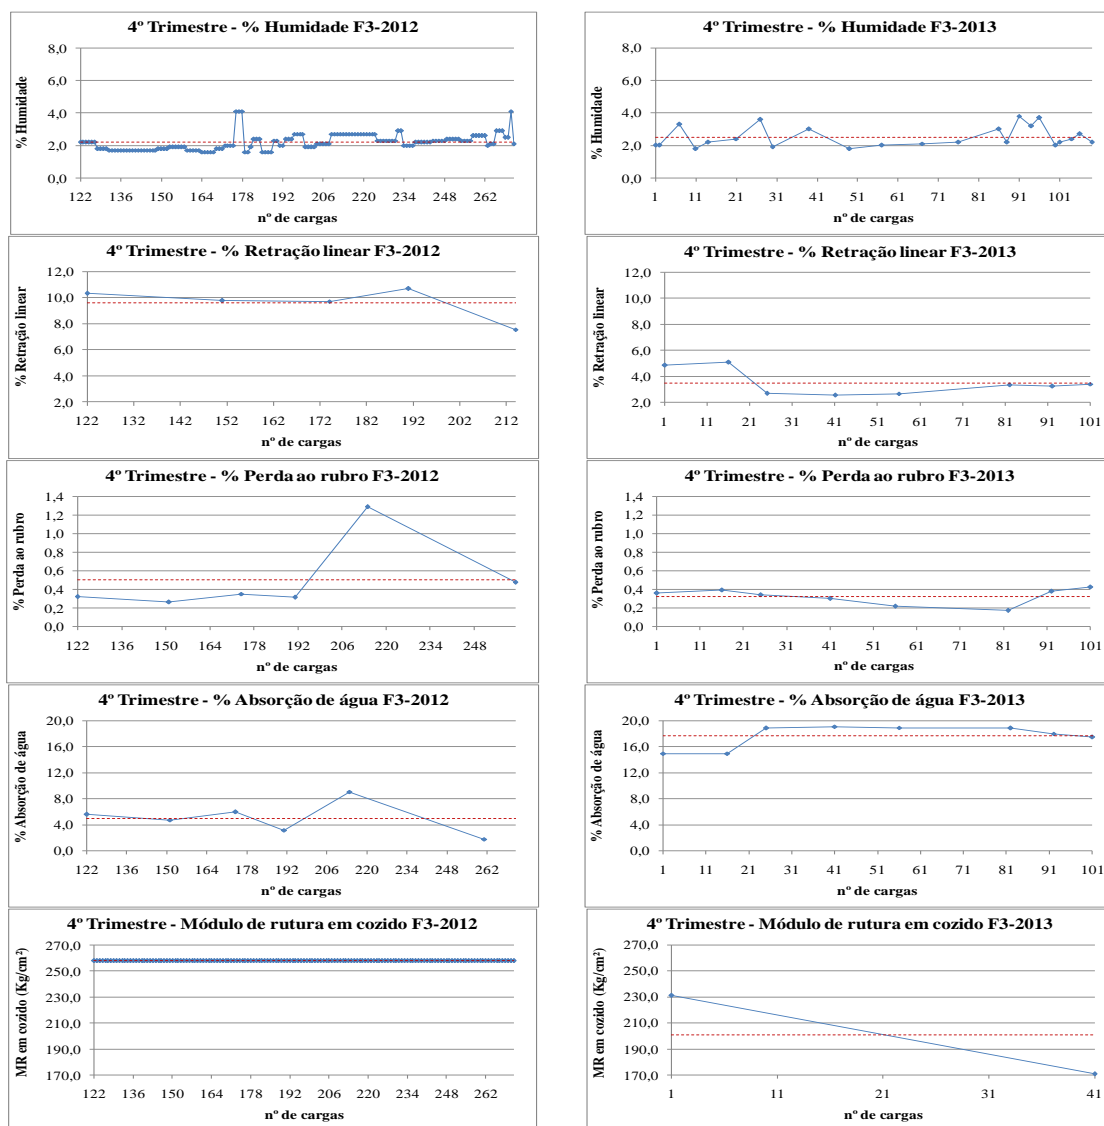 4º Trimestre - % Humidade F3-2012
% Humidade
8,0
6,0
4,0
2,0
0,0
122 136 150 164 178 192 206 220 234 248 262
nº de cargas
4º Trimestre - % Humidade F3-2013
% Humidade
8,0
6,0
4,0
2,0
0,0
1 11 21 31 41 51 61 71 81 91 101
nº de cargas
4º Trimestre - % Retração linear F3-2012
% Retração linear
12,0
10,0
8,0
6,0
4,0
2,0
122 132 142 152 162 172 182 192 202 212
nº de cargas
4º Trimestre - % Retração linear F3-2013
% Retração linear
12,0
10,0
8,0
6,0
4,0
2,0
1 11 21 31 41 51 61 71 81 91 101
nº de cargas
4º Trimestre - % Perda ao rubro F3-2012
% Perda ao rubro
1,4
1,2
1,0
0,8
0,6
0,4
0,2
0,0
122 136 150 164 178 192 206 220 234 248
nº de cargas
4º Trimestre - % Perda ao rubro F3-2013
% Perda ao rubro
1,4
1,2
1,0
0,8
0,6
0,4
0,2
0,0
1 11 21 31 41 51 61 71 81 91 101
nº de cargas
4º Trimestre - % Absorção de água F3-2012
% Absorção de água
20,0
16,0
12,0
8,0
4,0
0,0
122 136 150 164 178 192 206 220 234 248 262
nº de cargas
4º Trimestre - % Absorção de água F3-2013
% Absorção de água
20,0
16,0
12,0
8,0
4,0
0,0
1 11 21 31 41 51 61 71 81 91 101
nº de cargas
4º Trimestre - Módulo de rutura em cozido F3-2012
MR em cozido (Kg/cm²)
270,0
250,0
230,0
210,0
190,0
170,0
122 136 150 164 178 192 206 220 234 248 262
nº de cargas
4º Trimestre - Módulo de rutura em cozido F3-2013
MR em cozido (Kg/cm²)
270,0
250,0
230,0
210,0
190,0
170,0
1 11 21 31 41
nº de cargas